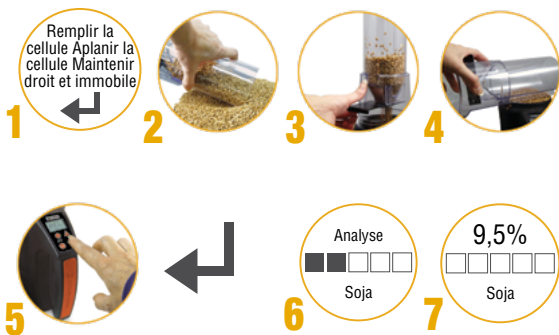 Remplir la
cellule Aplanir la
cellule Maintenir
droit et immobile
1
2
3
4
5
Analyse
Soja
6
9,5%
Soja
7